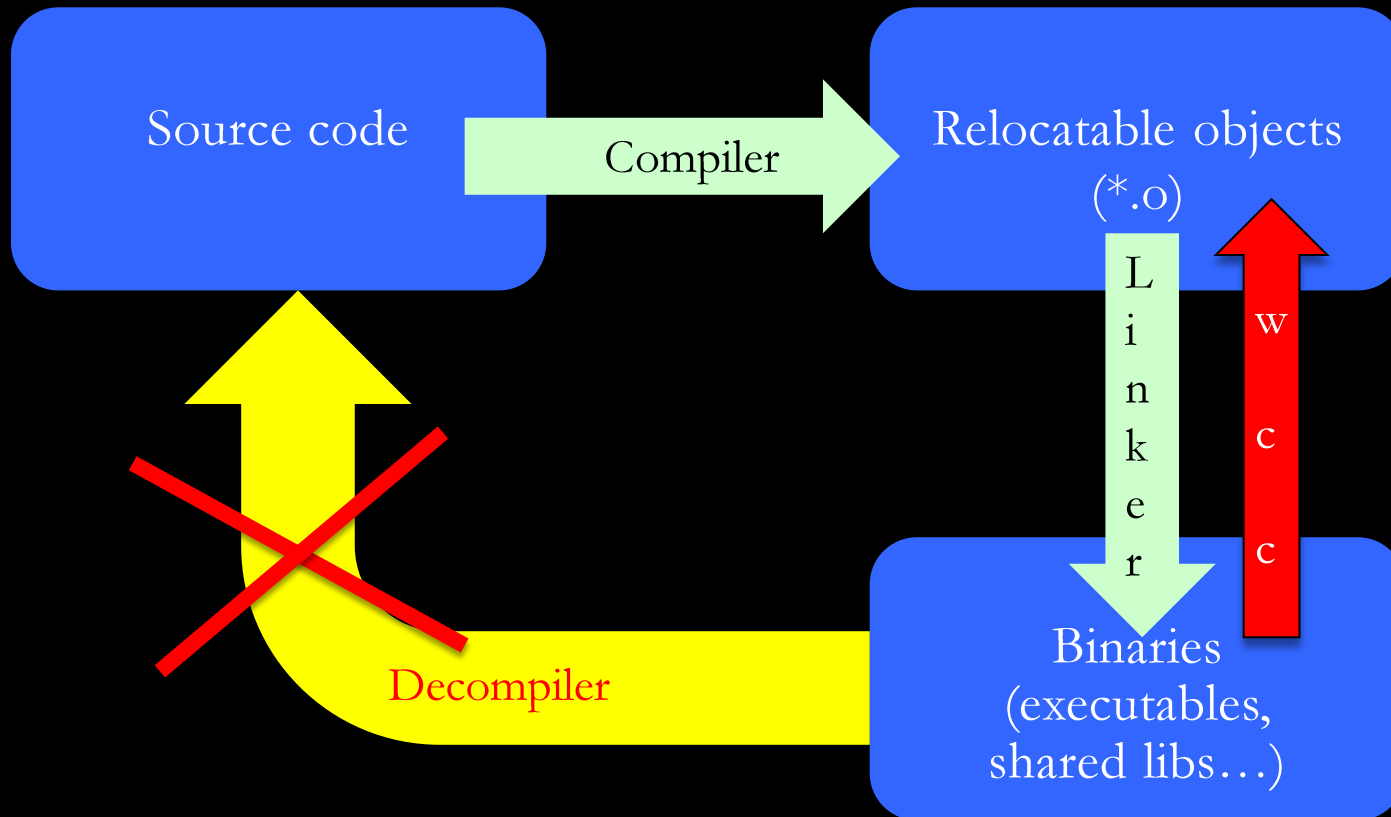 Source code
Compiler
Relocatable objects
(*.o)
L
i
n
k
e
r
w
c
c
Decompiler
Binaries
(executables,
shared libs…)